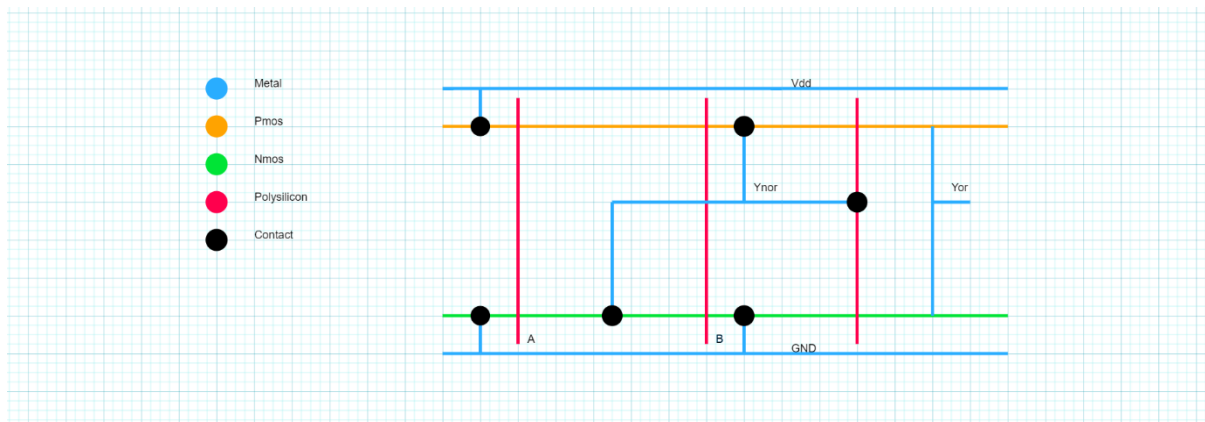 Metal
Pmos
Nmos
Polysilicon
Contact
Vdd
Ynor
Yor
A
B
GND